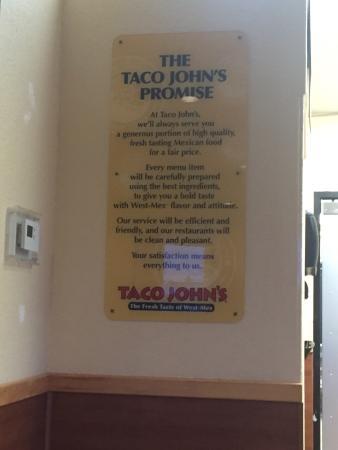 THE
TACO JOHN'S
PROMISE
At Taco John's,
we'll always serve you
a generous portion of high quality,
fresh tasting Mexican food
for a fair price.
Every menu item
will be carefully prepared
using the best ingredients,
to give you a bold taste
with West-Mex flavor and attitude.
Our service will be efficient and
friendly, and our restaurants will
be clean and pleasant.
Your satisfaction means
everything to us.
TACO JOHN'S
The Fresh Taste of West-Mex